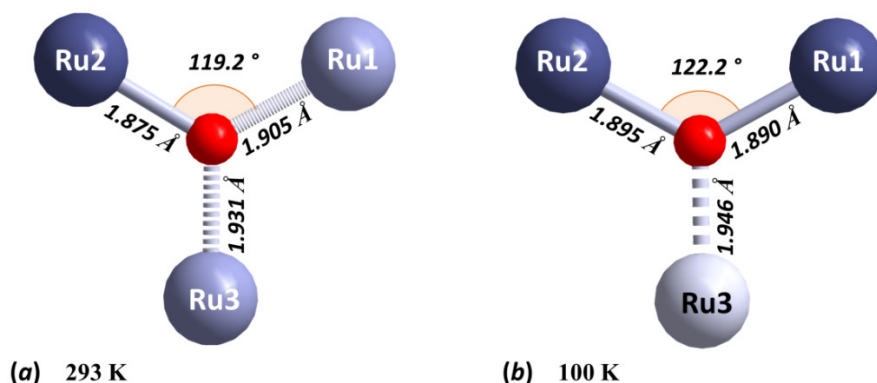 Ru2
119.2 °
Ru1
1.875 Å
1.905 Å
1.931 Å
Ru3
(a) 293 K
Ru2
122.2 °
Ru1
1.895 Å
1.890 Å
1.946 Å
Ru3
(b) 100 K